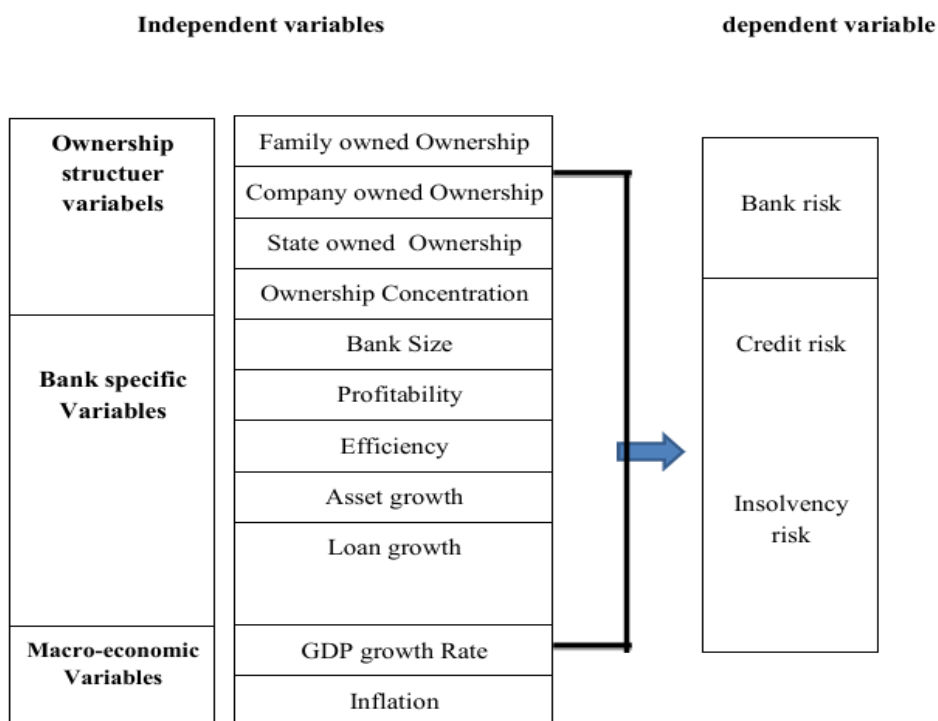 Independent variables
dependent variable
Ownership
structuer
variabels
Bank specific
Variables
Macro-economic
Variables
Family owned Ownership
Company owned Ownership
State owned Ownership
Ownership Concentration
Bank Size
Profitability
Efficiency
Asset growth
Loan growth
GDP growth Rate
Inflation
Bank risk
Credit risk
Insolvency
risk